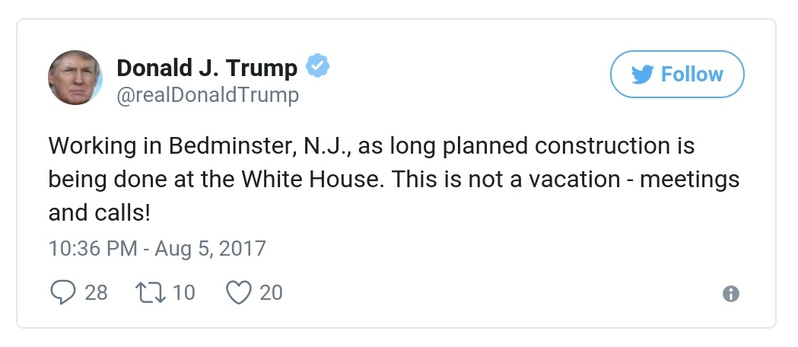 Donald J. Trump
@realDonaldTrump
Follow
Working in Bedminster, N.J., as long planned construction is
being done at the White House. This is not a vacation - meetings
and calls!
10:36 PM - Aug 5, 2017
28 10 20